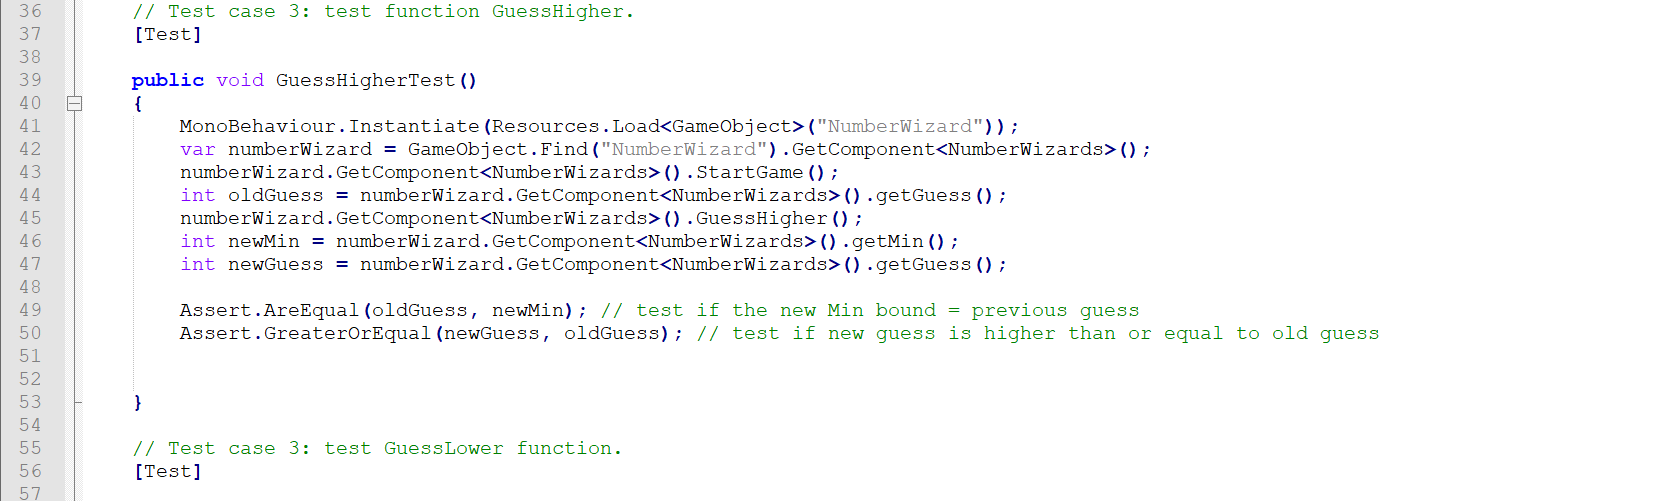 36 // Test case 3: test function GuessHigher.
37 [Test]
38
39 public void GuessHigherTest()
40 {
41 MonoBehaviour.Instantiate(Resources.Load<GameObject>("NumberWizard"));
42 var numberWizard = GameObject.Find("NumberWizard").GetComponent<NumberWizards>();
43 numberWizard.GetComponent<NumberWizards>().StartGame();
44 int oldGuess = numberWizard.GetComponent<NumberWizards>().getGuess();
45 numberWizard.GetComponent<NumberWizards>().GuessHigher();
46 int newMin = numberWizard.GetComponent<NumberWizards>().getMin();
47 int newGuess = numberWizard.GetComponent<NumberWizards>().getGuess();
48
49 Assert.AreEqual(oldGuess, newMin); // test if the new Min bound = previous guess
50 Assert.GreaterOrEqual(newGuess, oldGuess); // test if new guess is higher than or equal to old guess
51
52
53 }
54
55 // Test case 3: test GuessLower function.
56 [Test]
57